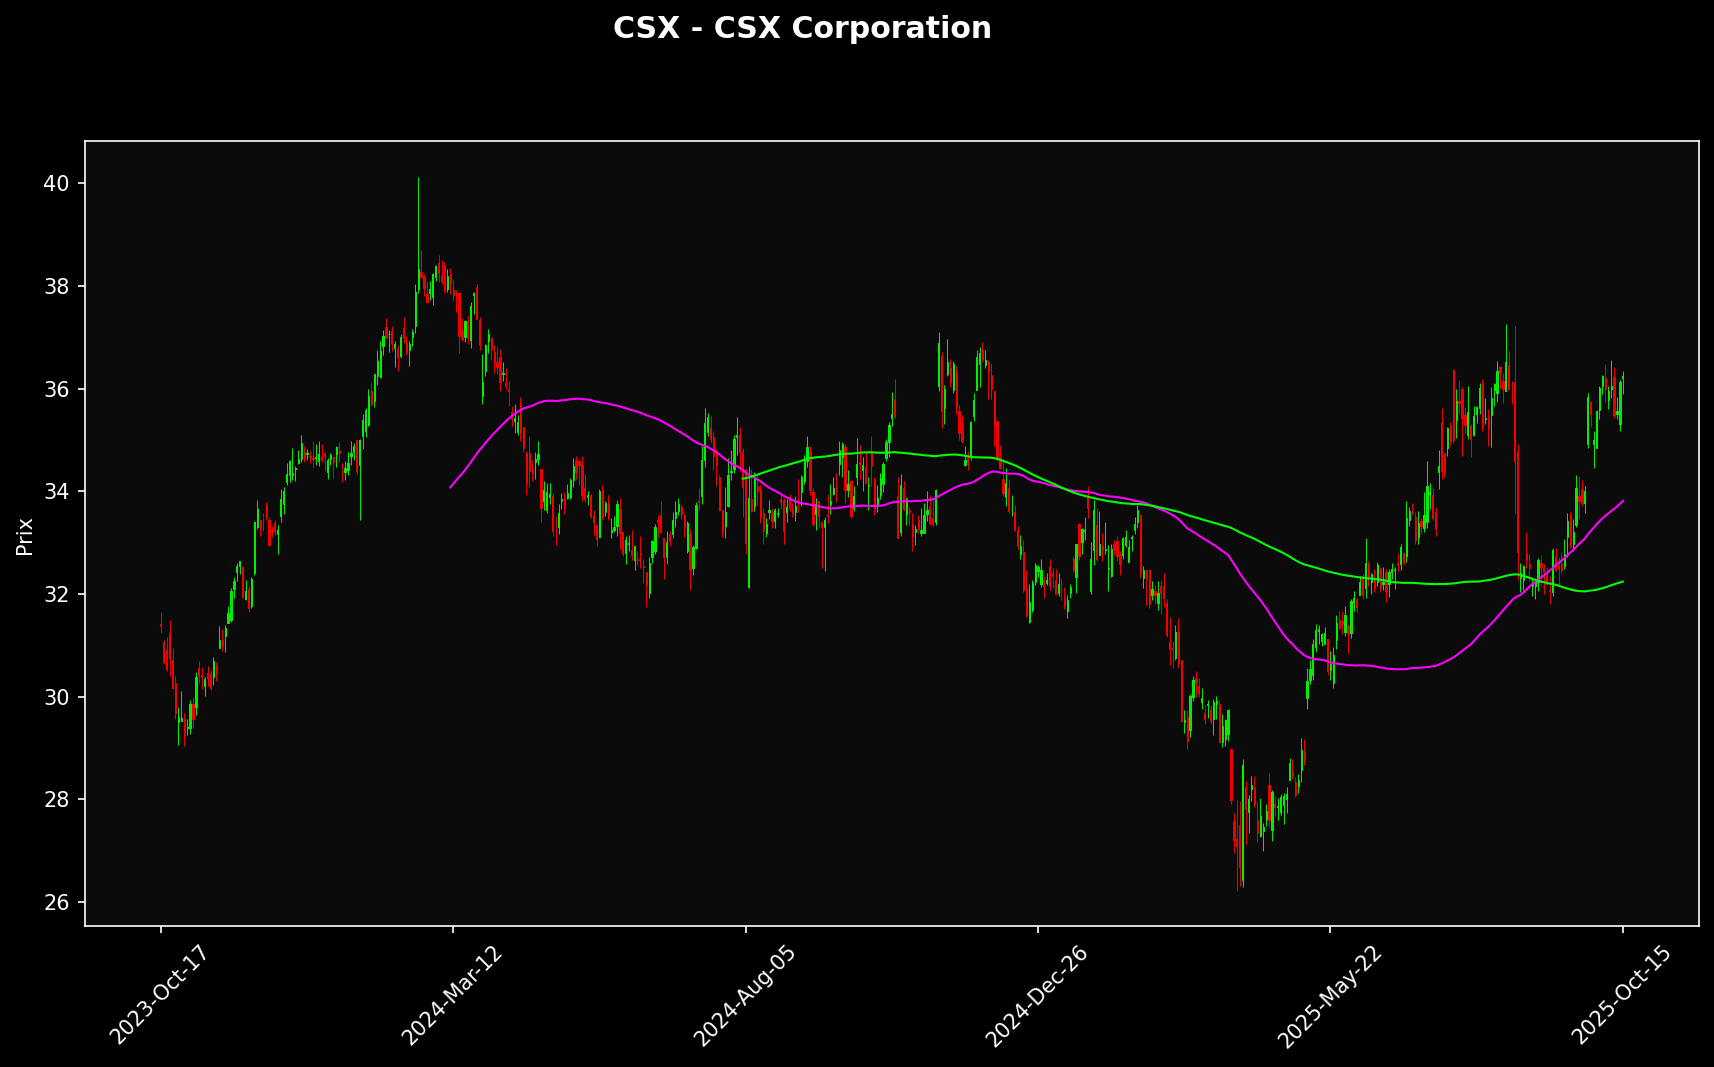 CSX - CSX Corporation
Prix
40
38
36
34
32
30
28
26
2023-Oct-17
2024-Mar-12
2024-Aug-05
2024-Dec-26
2025-May-22
2025-Oct-15